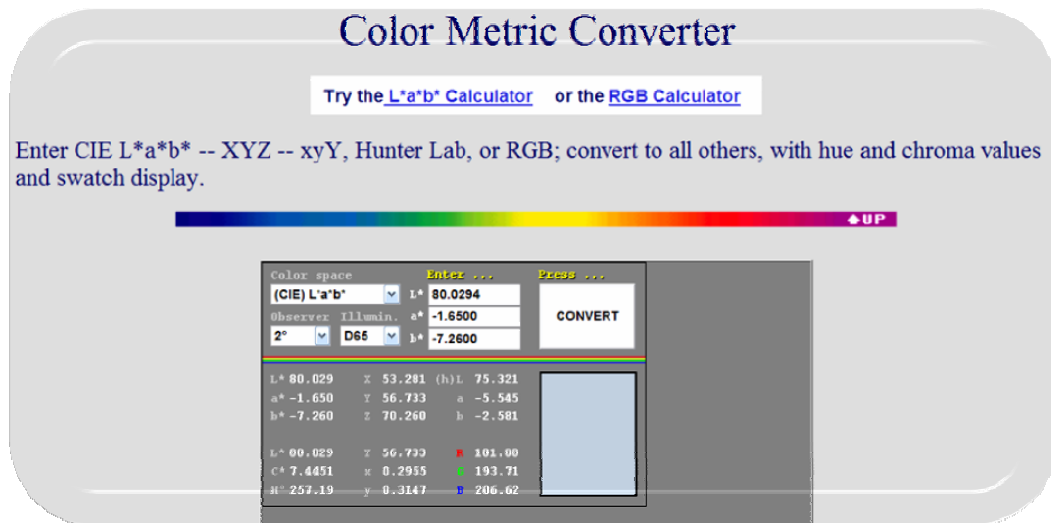 Color Metric Converter
Try the L*a*b* Calculator or the RGB Calculator
Enter CIE L*a*b* -- XYZ -- xyY, Hunter Lab, or RGB; convert to all others, with hue and chroma values
and swatch display.
UP
Color space Enter ... Press ...
(CIE) L*a*b* L* 80.0294
Observer Illumin. a* -1.6500 CONVERT
2° D65 b* -7.2600
L* 80.029 X 53.281 (h)L 75.321
a* -1.650 Y 56.733 a -5.545
b* -7.260 Z 70.260 b -2.581
L* 80.029 Y 56.733 R
C* 7.4451 x 0.2955 G 193.71
H° 257.19 y 0.3147 B 206.62